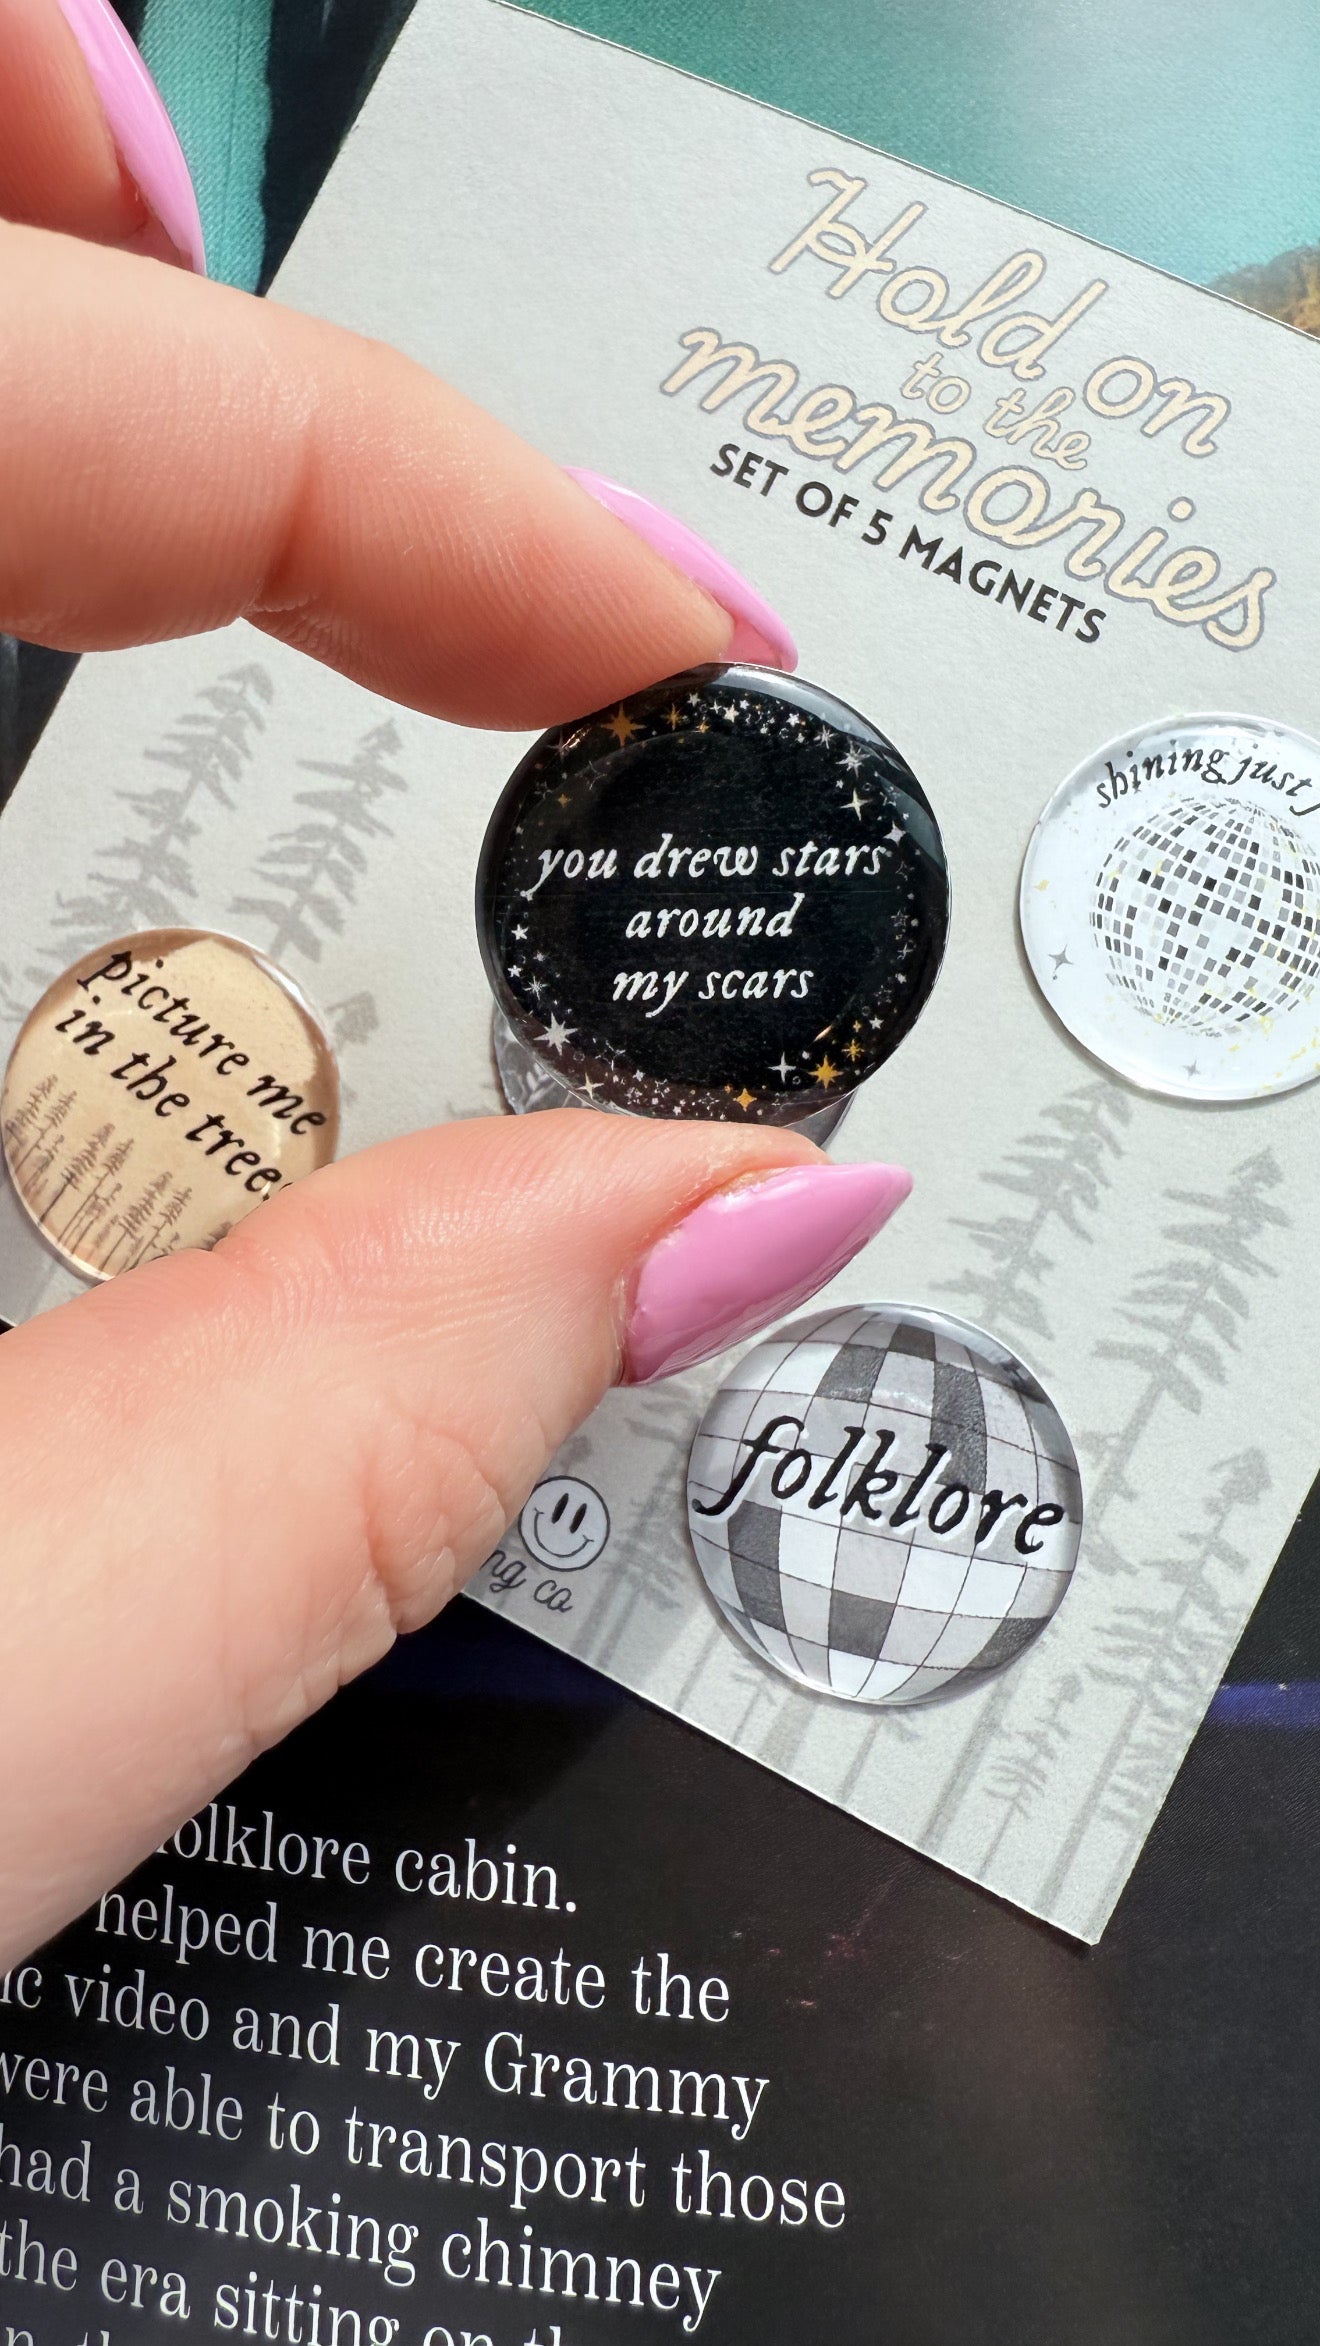 Hold on
to the
memories
SET OF 5 MAGNETS
shining just
you drew stars
around
my scars
picture me
in the trees
folklore
ng co
folklore cabin.
helped me create the
video and my Grammy
were able to transport those
had a smoking chimney
the era sitting on